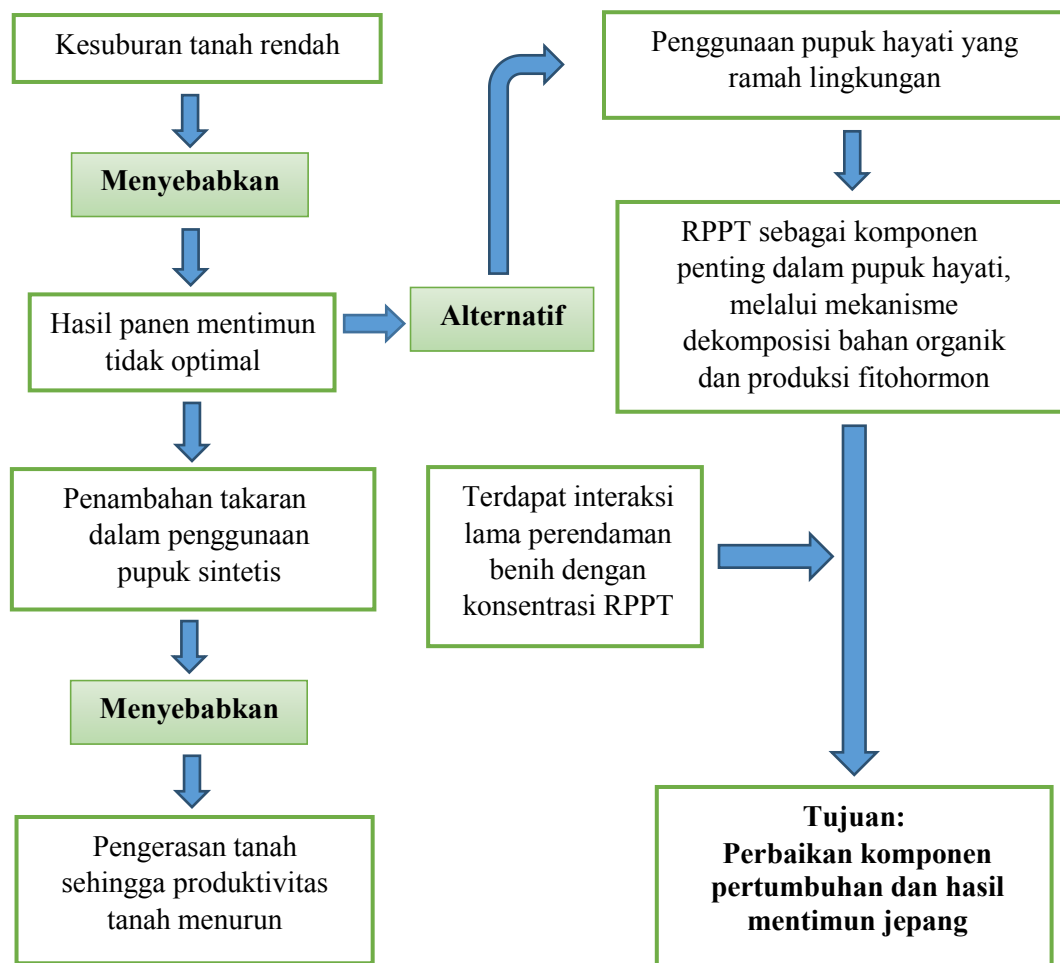 Kesuburan tanah rendah
Menyebabkan
Hasil panen mentimun
tidak optimal
Alternatif
Penambahan takaran
dalam penggunaan
pupuk sintetis
Menyebabkan
Pengerasan tanah
sehingga produktivitas
tanah menurun
Penggunaan pupuk hayati yang
ramah lingkungan
RPPT sebagai komponen
penting dalam pupuk hayati,
melalui mekanisme
dekomposisi bahan organik
dan produksi fitohormon
Terdapat interaksi
lama perendaman
benih dengan
konsentrasi RPPT
Tujuan:
Perbaikan komponen
pertumbuhan dan hasil
mentimun jepang